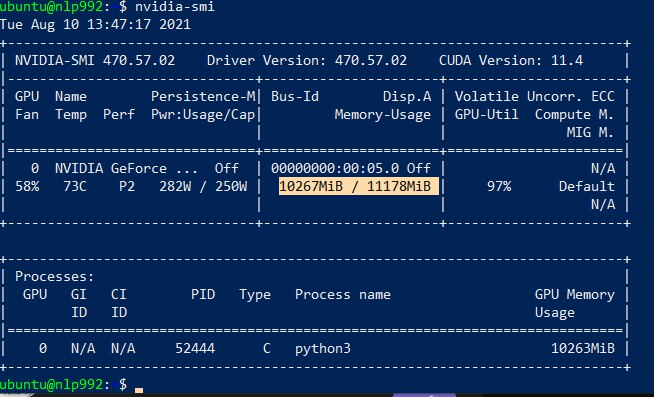 ubuntu@nlp992: $ nvidia-smi
Tue Aug 10 13:47:17 2021
+-----------------------------------------------------------------------------+
| NVIDIA-SMI 470.57.02    Driver Version: 470.57.02    CUDA Version: 11.4     |
|-------------------------------+----------------------+----------------------+
| GPU  Name        Persistence-M| Bus-Id        Disp.A | Volatile Uncorr. ECC |
| Fan  Temp  Perf  Pwr:Usage/Cap|         Memory-Usage | GPU-Util  Compute M. |
|                               |                      |               MIG M. |
|===============================+======================+======================|
|   0  NVIDIA GeForce ...  Off  | 00000000:00:05.0 Off |                  N/A |
| 58%   73C    P2   282W / 250W |  10267MiB / 11178MiB |     97%      Default |
|                               |                      |                  N/A |
+-------------------------------+----------------------+----------------------+
+-----------------------------------------------------------------------------+
| Processes:                                                                  |
|  GPU   GI   CI        PID   Type   Process name                  GPU Memory |
|        ID   ID                                                   Usage      |
|=============================================================================|
|    0   N/A  N/A     52444      C   python3                         10263MiB |
+-----------------------------------------------------------------------------+
ubuntu@nlp992: $